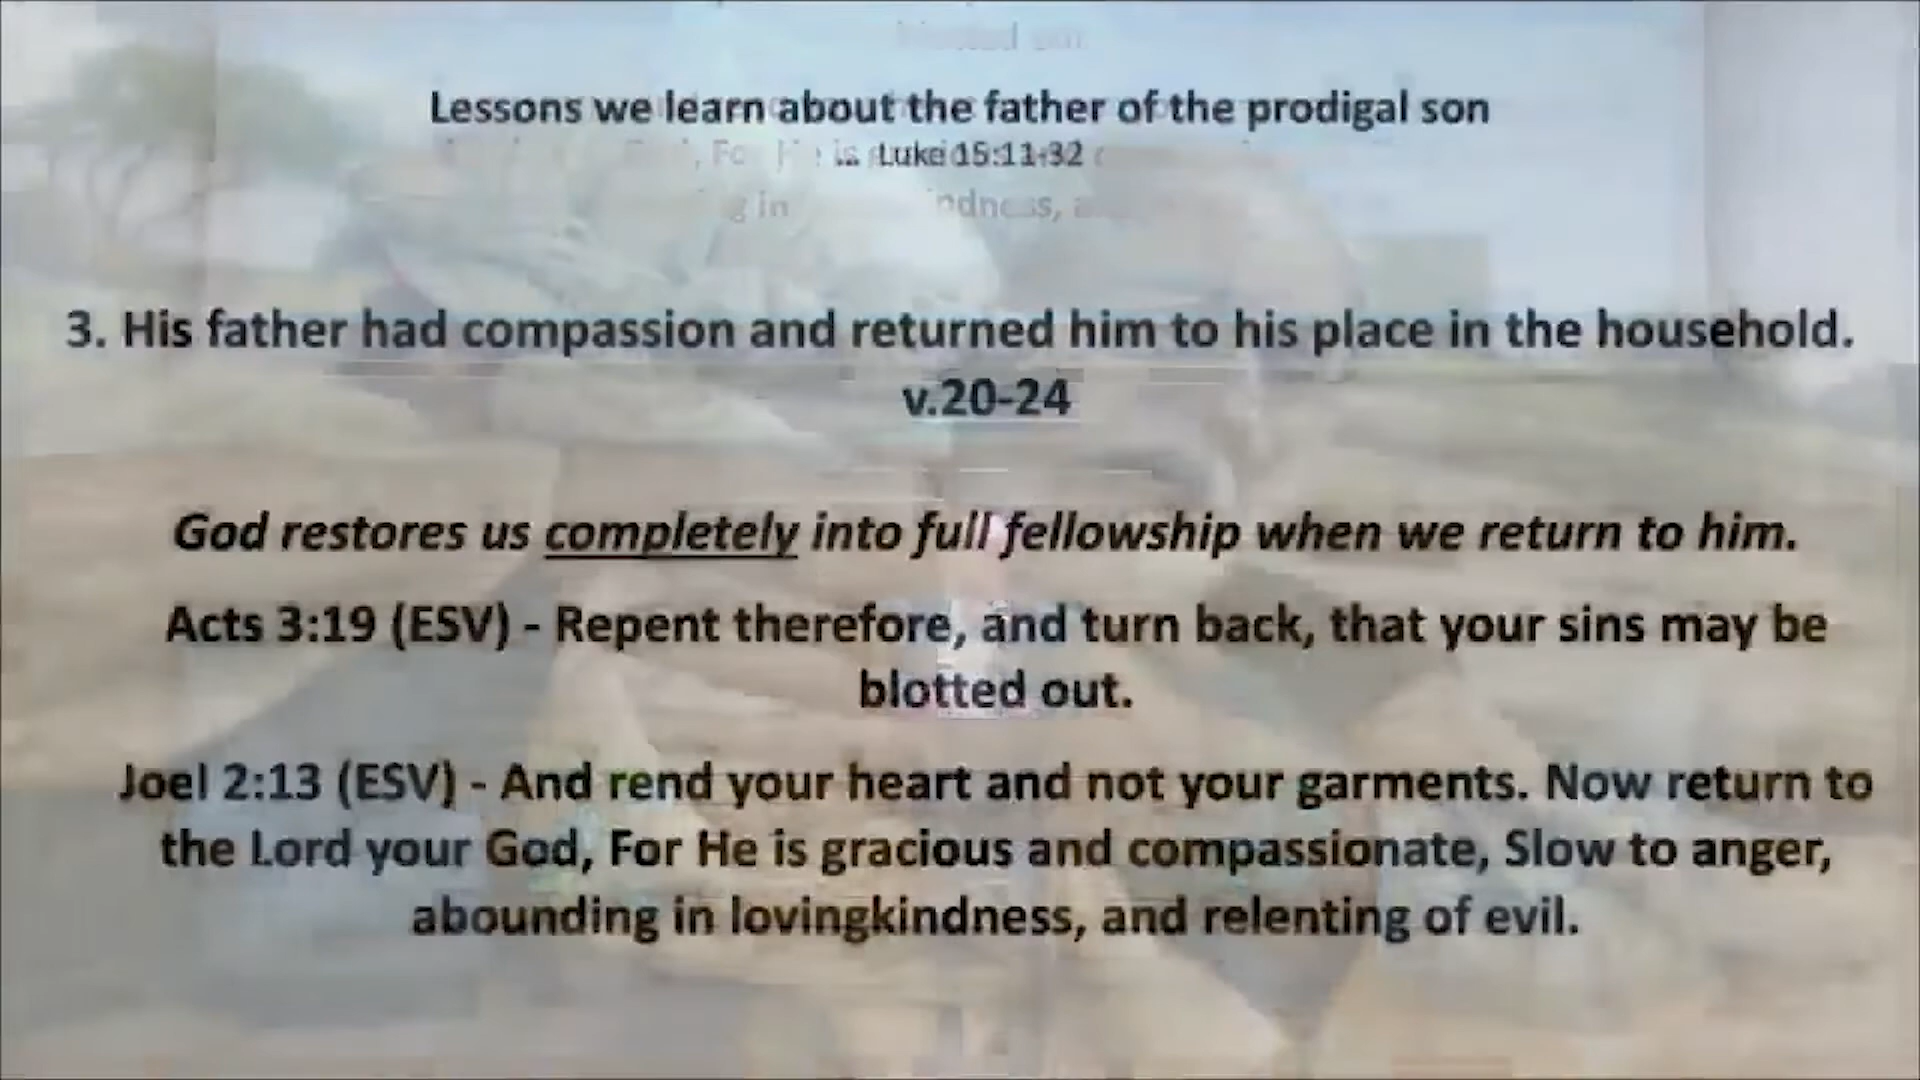 Lessons we learn about the father of the prodigal son
Luke 15:11-32
3. His father had compassion and returned him to his place in the household.
v.20-24
God restores us completely into full fellowship when we return to him.
Acts 3:19 (ESV) - Repent therefore, and turn back, that your sins may be
blotted out.
Joel 2:13 (ESV) - And rend your heart and not your garments. Now return to
the Lord your God, For He is gracious and compassionate, Slow to anger,
abounding in lovingkindness, and relenting of evil.